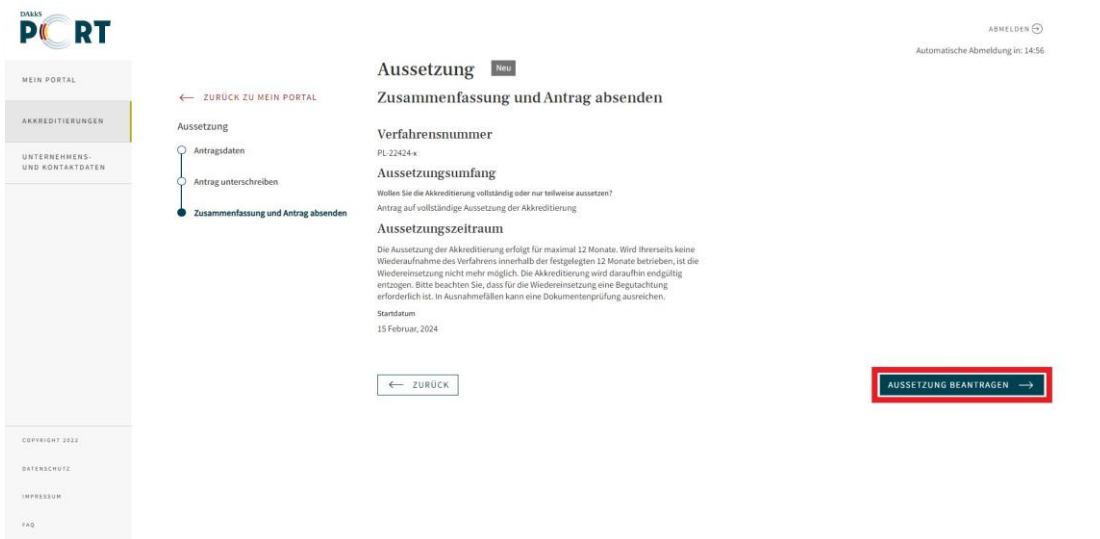 DAkkS
PORT
ABMELDEN
Automatische Abmeldung in: 14:56
MEIN PORTAL
AKKREDITIERUNGEN
UNTERNEHMENS-
UND KONTAKTDATEN
← ZURÜCK ZU MEIN PORTAL
Aussetzung
Antragsdaten
Antrag unterschreiben
Zusammenfassung und Antrag absenden
Aussetzung Neu
Zusammenfassung und Antrag absenden
Verfahrensnummer
PL-22424-x
Aussetzungsumfang
Wollen Sie die Akkreditierung vollständig oder nur teilweise aussetzen?
Antrag auf vollständige Aussetzung der Akkreditierung
Aussetzungszeitraum
Die Aussetzung der Akkreditierung erfolgt für maximal 12 Monate. Wird Ihrerseits keine
Wiederaufnahme des Verfahrens innerhalb der festgelegten 12 Monate betrieben, ist die
Wiedereinsetzung nicht mehr möglich. Die Akkreditierung wird daraufhin endgültig
entzogen. Bitte beachten Sie, dass für die Wiedereinsetzung eine Begutachtung
erforderlich ist. In Ausnahmefällen kann eine Dokumentenprüfung ausreichen.
Startdatum
15 Februar, 2024
← ZURÜCK
AUSSETZUNG BEANTRAGEN →
COPYRIGHT 2022
DATENSCHUTZ
IMPRESSUM
FAQ